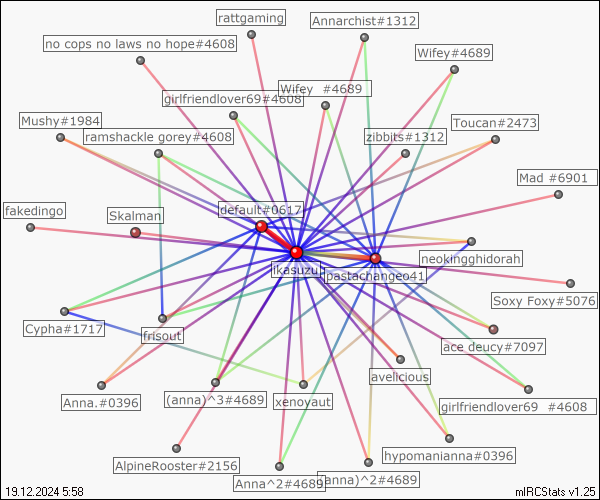 rattgaming
Annarchist#1312
no cops no laws no hope#4608
Wifey#4689
Wifey #4689
girlfriendlover69#4608
Mushy#1984
Toucan#2473
ramshackle gorey#4608
zibbits#1312
Mad #6901
fakedingo
Skalman
default#0617
neokingghidorah
ikasuzu
pastachangeo41
Soxy Foxy#5076
Cypha#1717
frisout
ace deucy#7097
avelicious
Anna.#0396
(anna)^3#4689
xenoyaut
girlfriendlover69 #4608
hypomanianna#0396
AlpineRooster#2156
Anna^2#4689
(anna)^2#4689
19.12.2024 5:58
mIRCStats v1.25